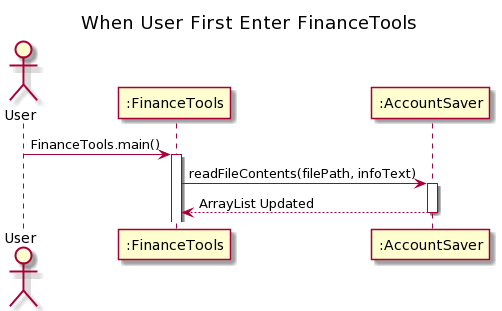 When User First Enter FinanceTools
User
:FinanceTools
:AccountSaver
FinanceTools.main()
readFileContents(filePath, infoText)
ArrayList Updated
User
:FinanceTools
:AccountSaver